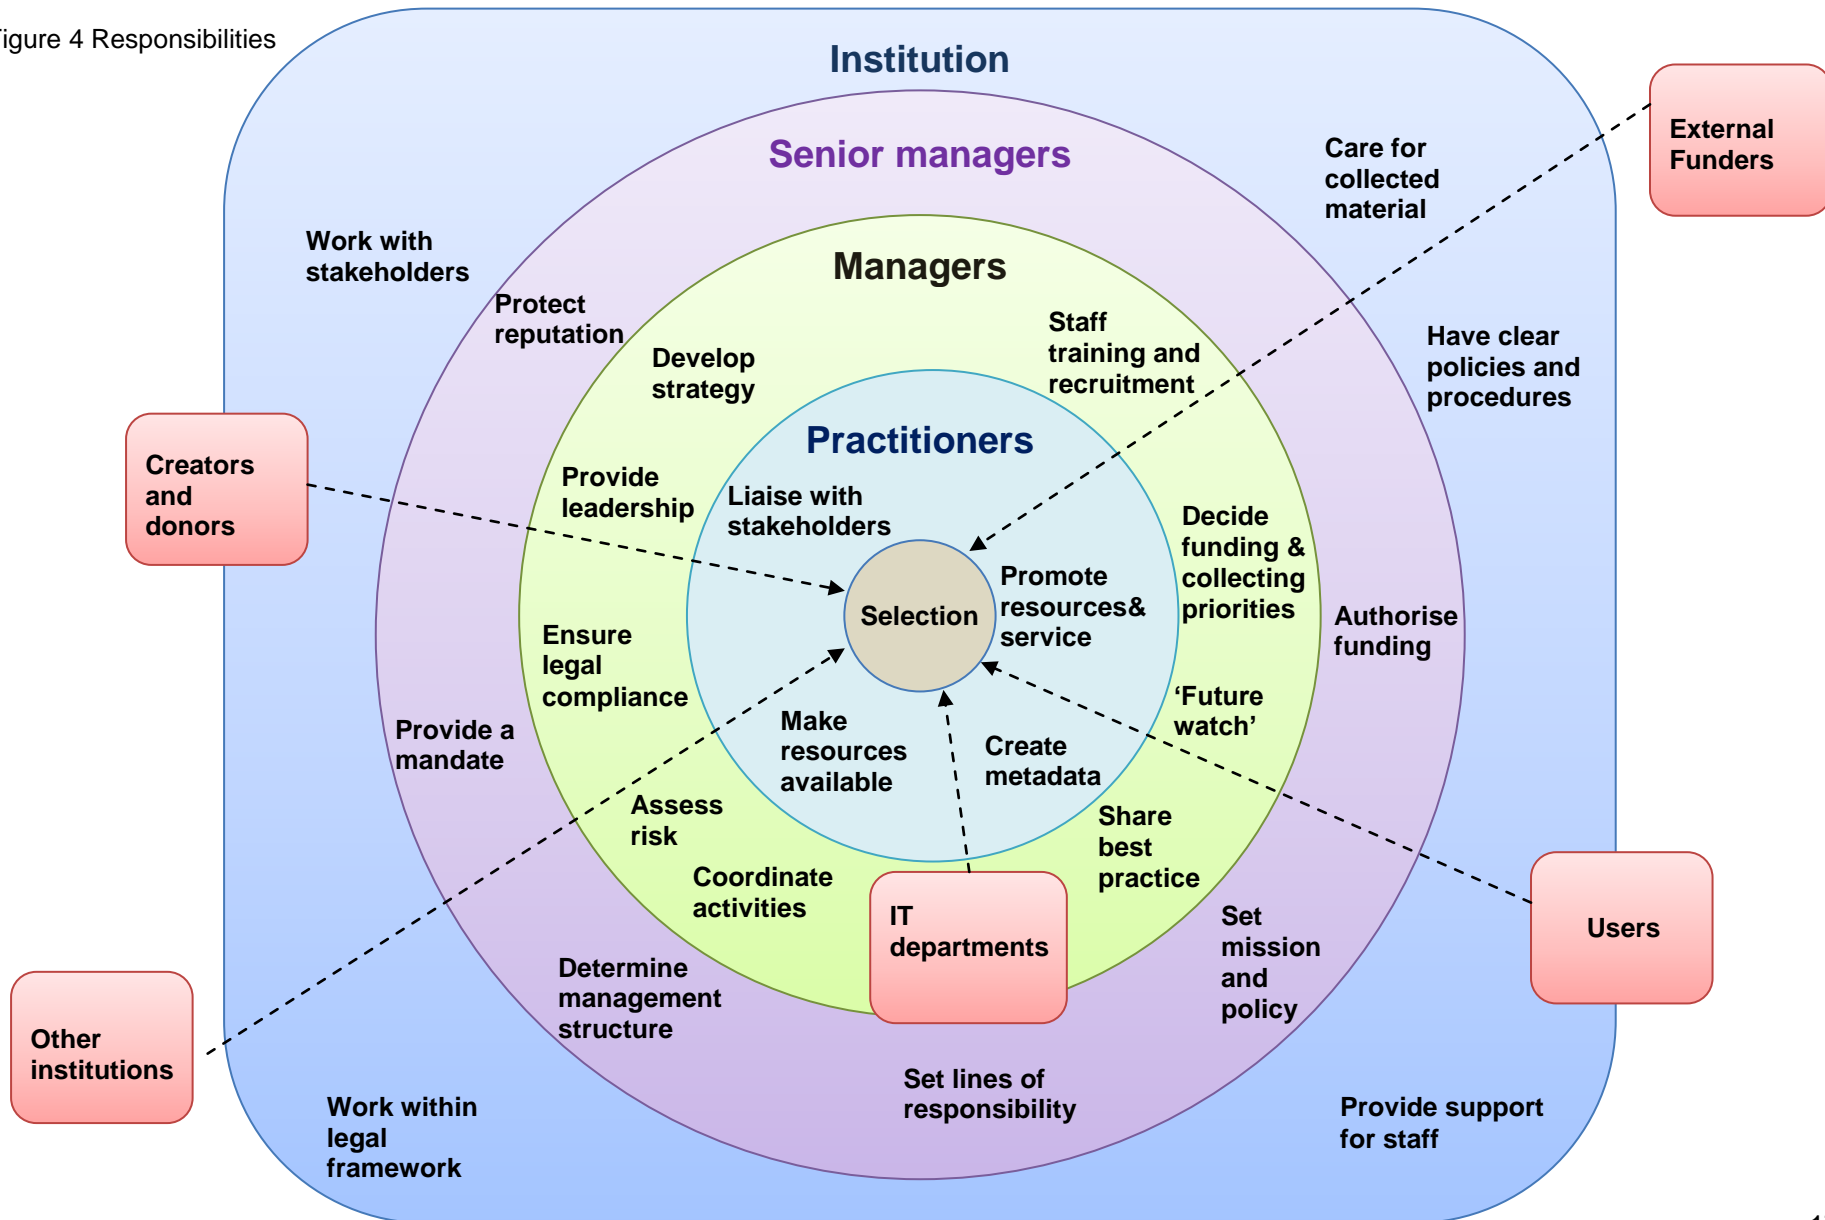 Figure 4 Responsibilities
Institution
Senior managers
Managers
Practitioners
Selection
External
Funders
Care for
collected
material
Work with
stakeholders
Protect
reputation
Staff
training and
recruitment
Have clear
policies and
procedures
Develop
strategy
Creators
and
donors
Provide
leadership
Liaise with
stakeholders
Decide
funding &
collecting
priorities
Promote
resources&
service
Authorise
funding
Ensure
legal
compliance
‘Future
watch’
Provide a
mandate
Make
resources
available
Create
metadata
Assess
risk
Share
best
practice
Coordinate
activities
IT
departments
Set
mission
and
policy
Users
Determine
management
structure
Other
institutions
Set lines of
responsibility
Work within
legal
framework
Provide support
for staff